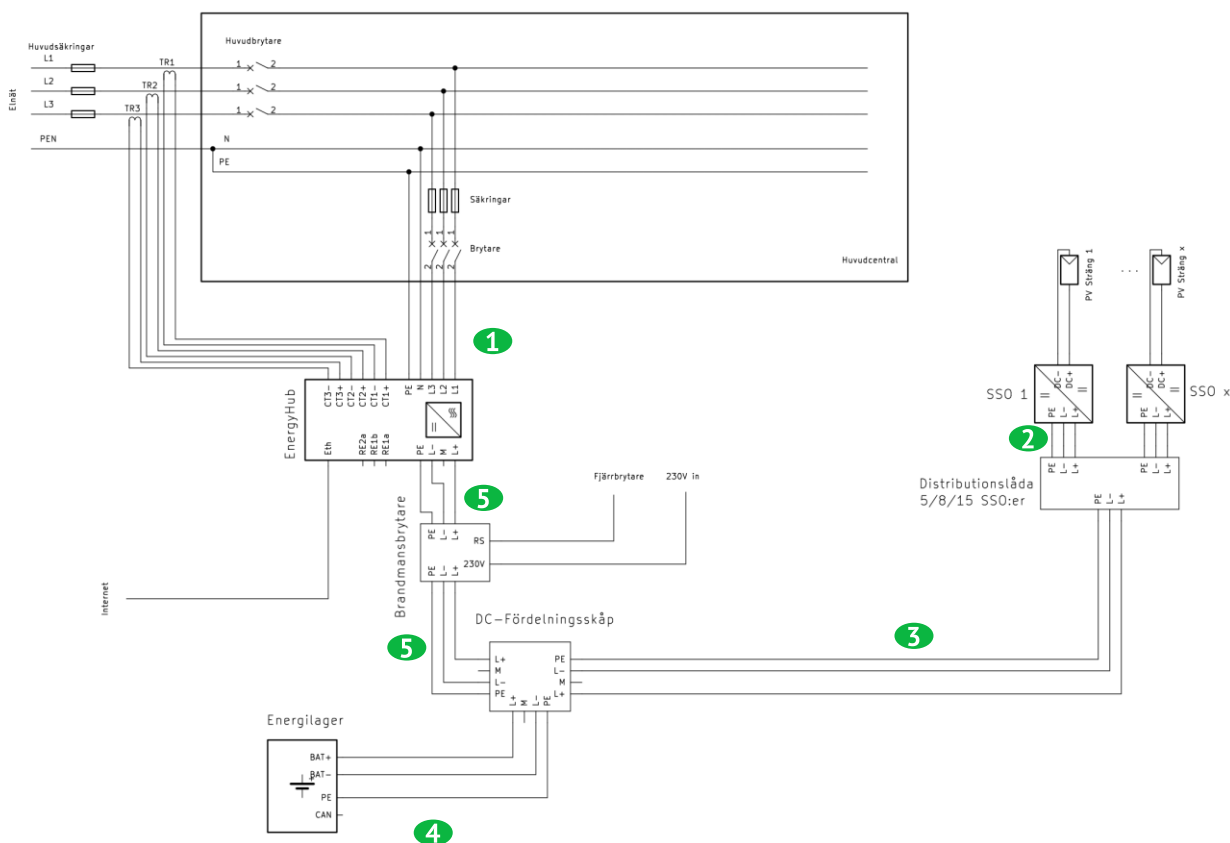 Huvudsäkringar
Huvudbrytare
L1
TR1
1
2
L2
TR2
1
2
L3
TR3
1
2
Elnät
PEN
N
PE
Säkringar
1
1
1
Brytare
2
2
2
Huvudcentral
PV Sträng 1
...
PV Sträng x
1
CT3-
CT3+
CT2-
CT2+
CT1-
CT1+
PE
N
L3
L2
L1
EnergyHub
Eth
RE2a
RE1b
RE1a
PE
L-
M
L+
DC-
DC+
SSO 1
PE
L-
L+
DC-
DC+
SSO x
PE
L-
L+
2
PE
L-
L+
PE
L-
L+
Distributionslåda
5/8/15 SSO:er
PE
L-
L+
5
Fjärrbrytare
230V in
Brandmansbrytare
PE
L-
L+
RS
230V
PE
L-
L+
Internet
DC-Fördelningsskåp
5
3
L+
M
L-
PE
PE
L-
M
L+
L+
M
L-
PE
Energilager
BAT+
BAT-
+
PE
CAN
4